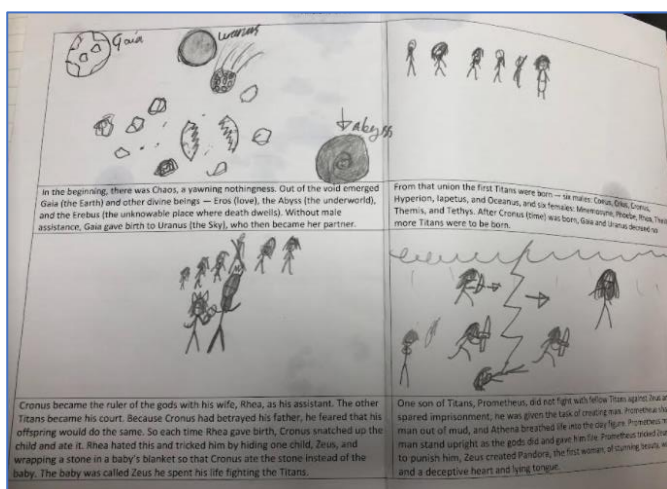 Gaia
Uranus
abyss
In the beginning, there was Chaos, a yawning nothingness. Out of the void emerged
Gaia (the Earth) and other divine beings — Eros (love), the Abyss (the underworld),
and the Erebus (the unknowable place where death dwells). Without male
assistance, Gaia gave birth to Uranus (the Sky), who then became her partner.
From that union the first Titans were born — six males: Coeus, Crius, Cronus,
Hyperion, Iapetus, and Oceanus, and six females: Mnemosyne, Phoebe, Rhea,
Themis, and Tethys. After Cronus (time) was born, Gaia and Uranus decreed no
more Titans were to be born.
Cronus became the ruler of the gods with his wife, Rhea, as his assistant. The other
Titans became his court. Because Cronus had betrayed his father, he feared that his
offspring would do the same. So each time Rhea gave birth, Cronus snatched up the
child and ate it. Rhea hated this and tricked him by hiding one child, Zeus, and
wrapping a stone in a baby's blanket so that Cronus ate the stone instead of the
baby. The baby was called Zeus he spent his life fighting the Titans.
One son of Titans, Prometheus, did not fight with fellow Titans against Zeus
spared imprisonment, he was given the task of creating man. Prometheus
man out of mud, and Athena breathed life into the clay figure. Prometheus
man stand upright as the gods did and gave him fire. Prometheus tricked
to punish him, Zeus created Pandora, the first woman, of stunning beauty,
and a deceptive heart and lying tongue.